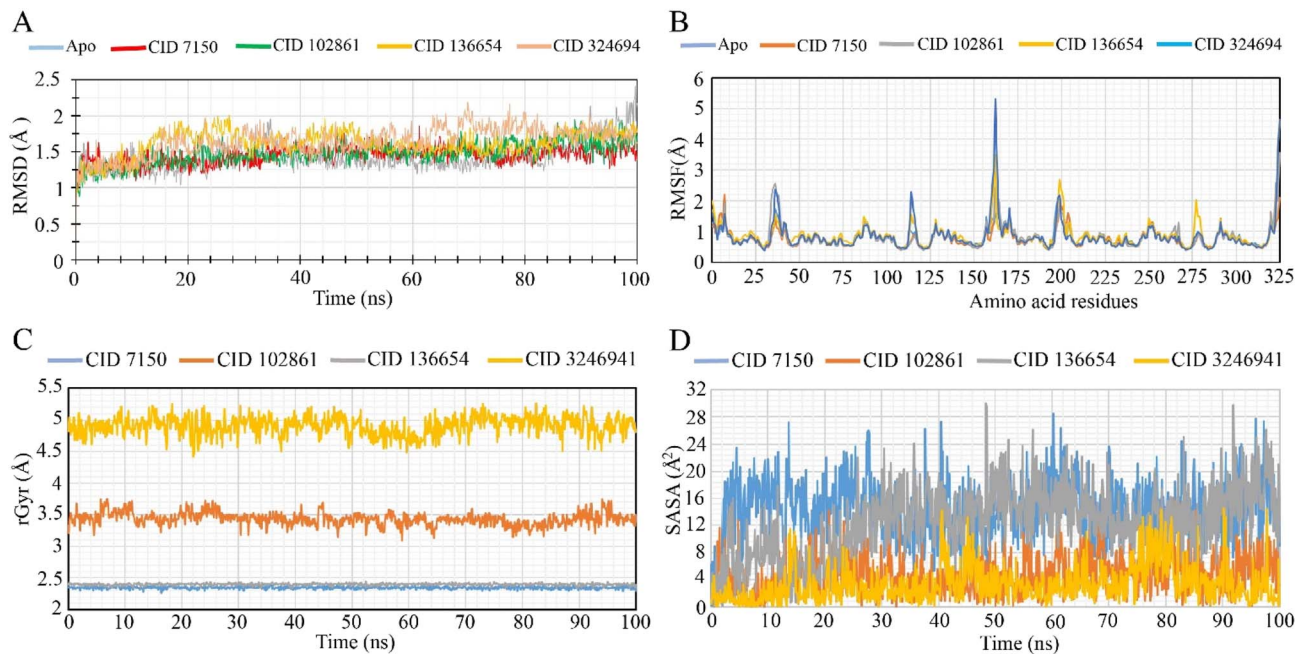 A
Apo CID 7150 CID 102861 CID 136654 CID 324694
RMSD (Å)
2.5
2
1.5
1
0.5
0
0 20 40 60 80 100
Time (ns)
B
Apo CID 7150 CID 102861 CID 136654 CID 324694
RMSF(Å)
6
5
4
3
2
1
0
0 25 50 75 100 125 150 175 200 225 250 275 300 325
Amino acid residues
C
CID 7150 CID 102861 CID 136654 CID 3246941
rGyr (Å)
5.5
5
4.5
4
3.5
3
2.5
2
0 10 20 30 40 50 60 70 80 90 100
Time (ns)
D
CID 7150 CID 102861 CID 136654 CID 3246941
SASA (Å²)
32
28
24
20
16
12
8
4
0
0 10 20 30 40 50 60 70 80 90 100
Time (ns)